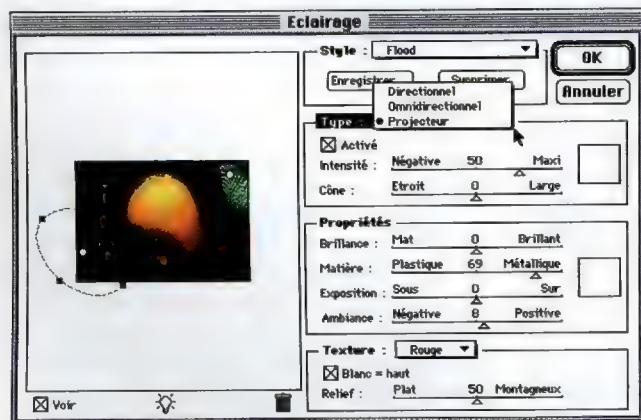 Eclairage
Style : Flood
OK
Enregistrer Supprimer
Annuler
Directionnel
Omnidirectionnel
Projecteur
Type :
Activé
Intensité : Négative 50 Maxi
Cône : Etroit 0 Large
Propriétés
Brillance : Mat 0 Brillant
Matière : Plastique 69 Métallique
Exposition : Sous 0 Sur
Ambiance : Négative 8 Positive
Texture : Rouge
Blanc = haut
Relief : Plat 50 Montagneux
Voir